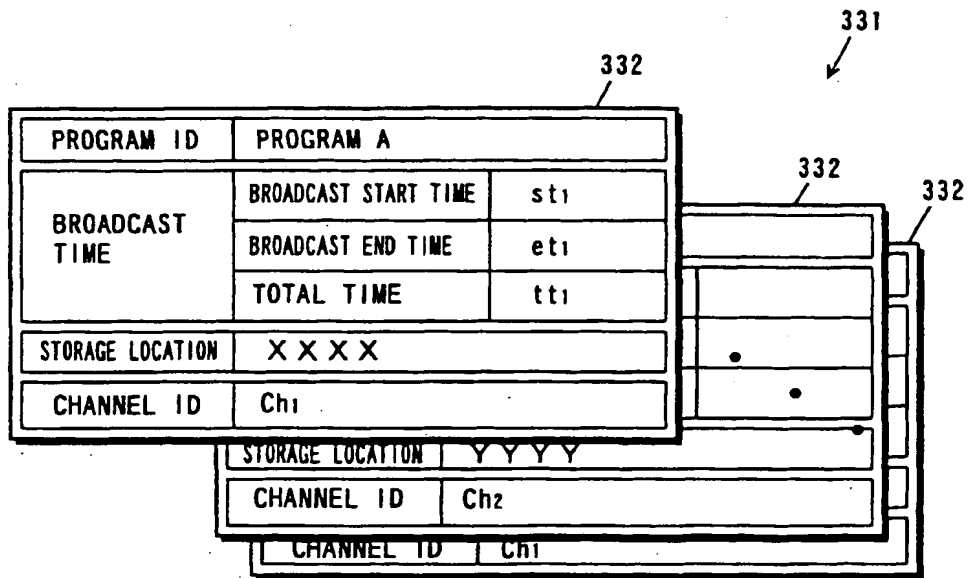 331
332
PROGRAM ID PROGRAM A
332
332
BROADCAST TIME
BROADCAST START TIME st1
BROADCAST END TIME et1
TOTAL TIME tt1
STORAGE LOCATION XXXX
CHANNEL ID Ch1
STORAGE LOCATION YYYY
CHANNEL ID Ch2
CHANNEL ID Ch1